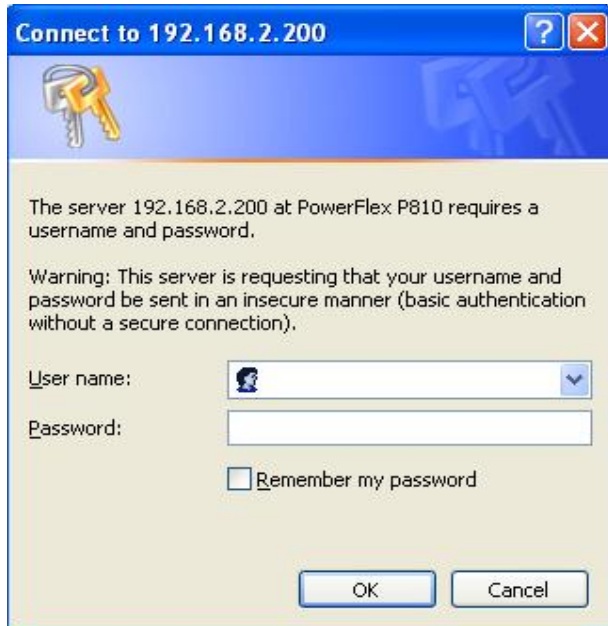 Connect to 192.168.2.200
The server 192.168.2.200 at PowerFlex P810 requires a
username and password.
Warning: This server is requesting that your username and
password be sent in an insecure manner (basic authentication
without a secure connection).
User name:
Password:
Remember my password
OK Cancel